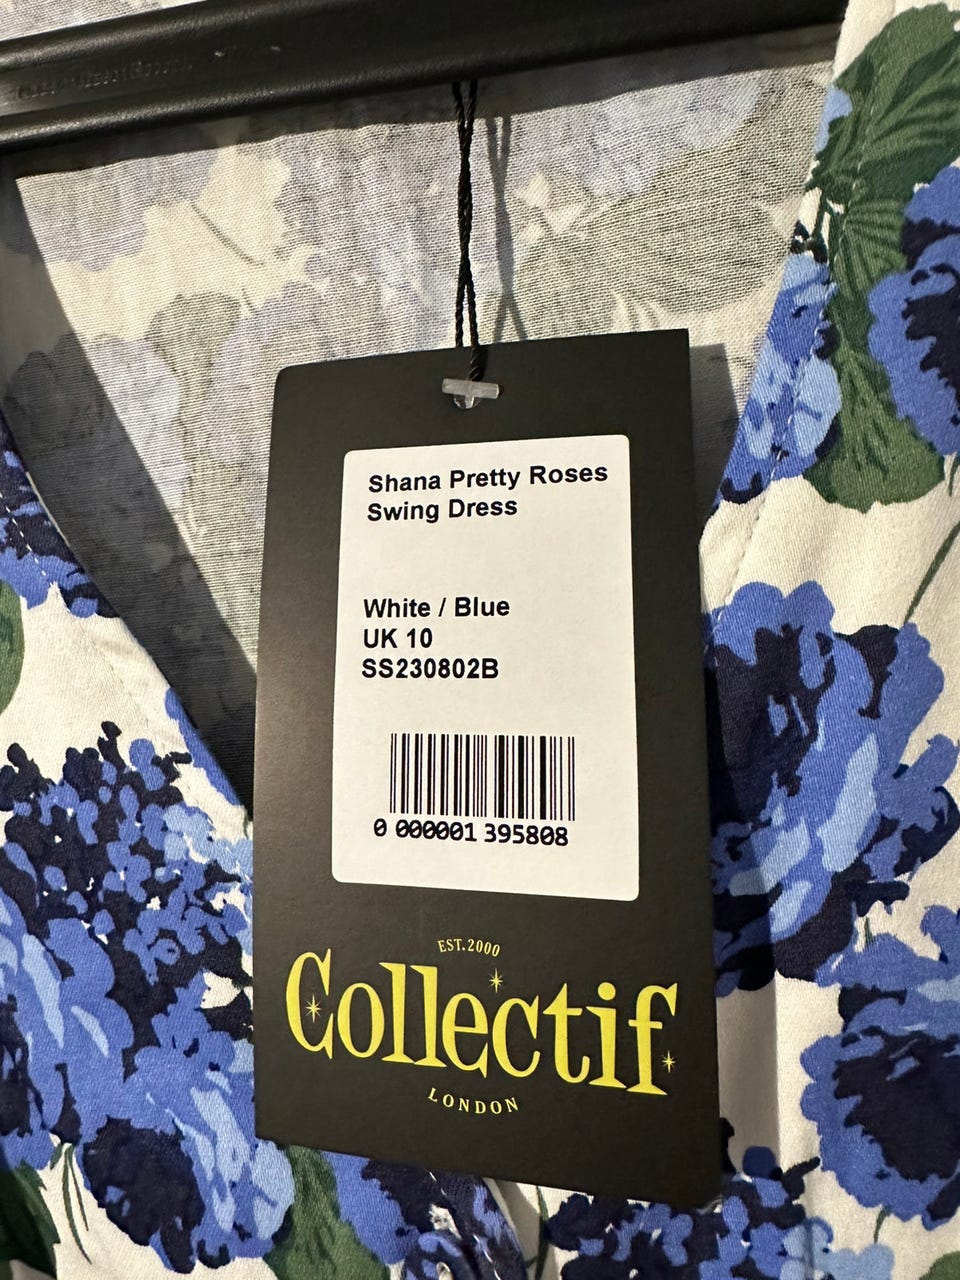 Shana Pretty Roses
Swing Dress
White / Blue
UK 10
SS230802B
0 000001 395808
EST.2000
Collectif
LONDON